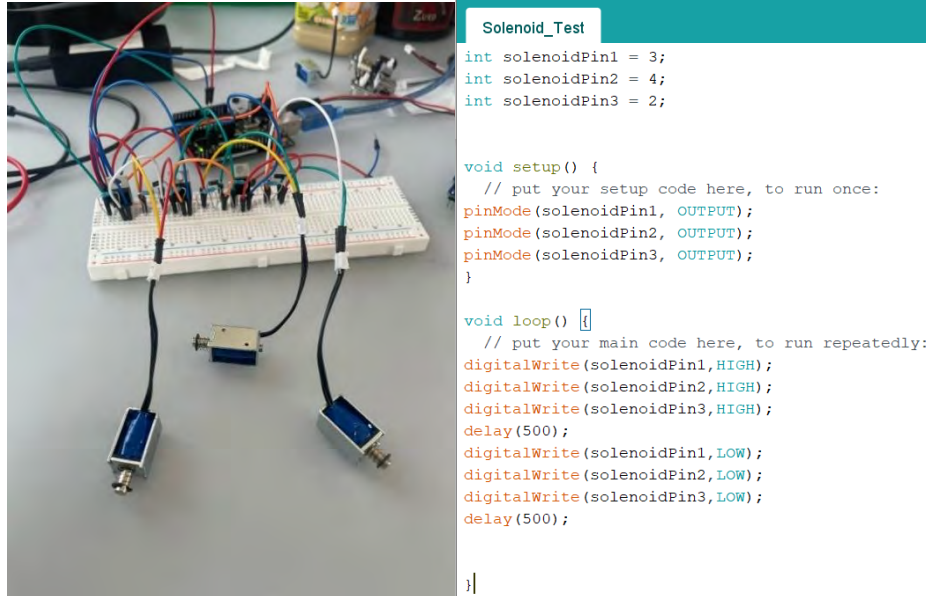 Solenoid_Test
int solenoidPin1 = 3;
int solenoidPin2 = 4;
int solenoidPin3 = 2;
void setup() {
// put your setup code here, to run once:
pinMode(solenoidPin1, OUTPUT);
pinMode(solenoidPin2, OUTPUT);
pinMode(solenoidPin3, OUTPUT);
}
void loop() {
// put your main code here, to run repeatedly:
digitalWrite(solenoidPin1,HIGH);
digitalWrite(solenoidPin2,HIGH);
digitalWrite(solenoidPin3,HIGH);
delay(500);
digitalWrite(solenoidPin1,LOW);
digitalWrite(solenoidPin2,LOW);
digitalWrite(solenoidPin3,LOW);
delay(500);
}